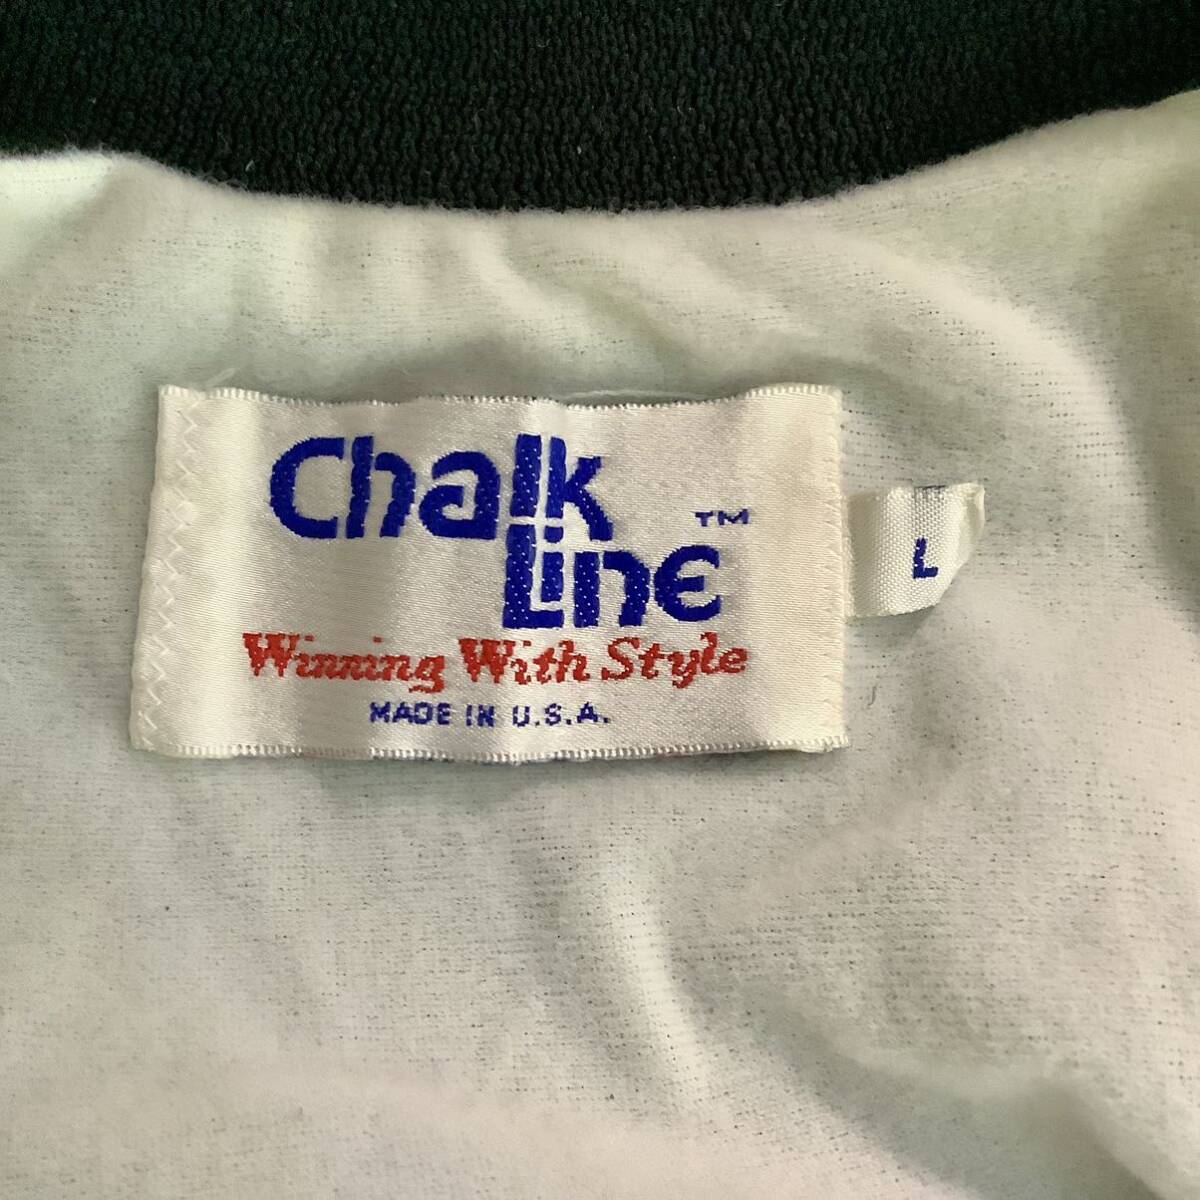 Chalk
Line ™
Winning With Style
MADE IN U.S.A.
L